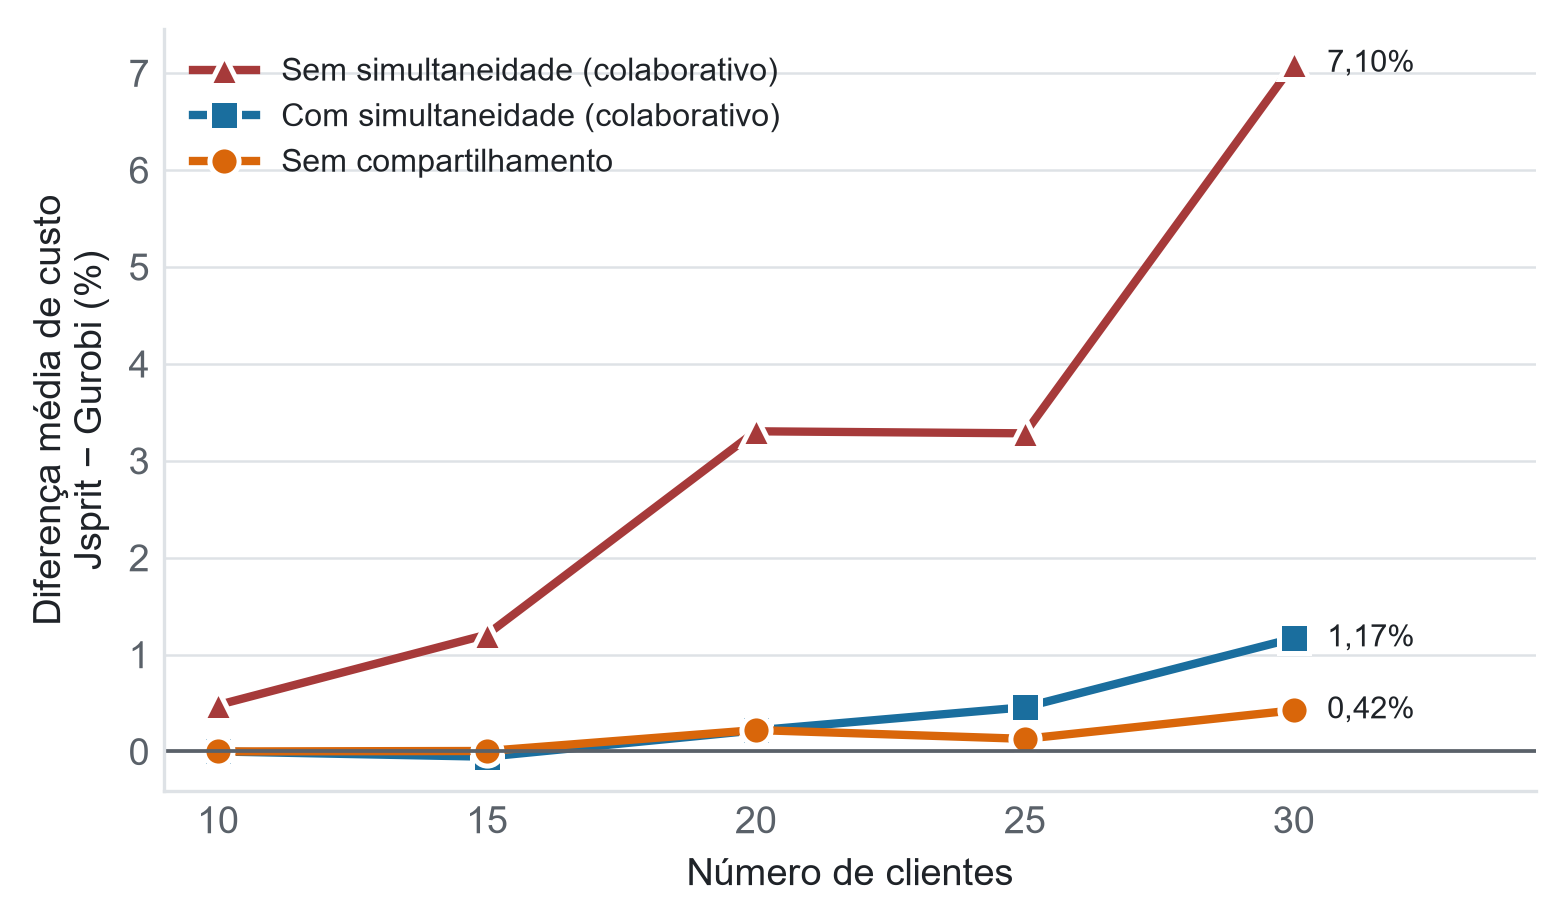 Sem simultaneidade (colaborativo)
Com simultaneidade (colaborativo)
Sem compartilhamento
7,10%
1,17%
0,42%
7
6
5
4
3
2
1
0
Diferença média de custo
Jsprit − Gurobi (%)
10 15 20 25 30
Número de clientes